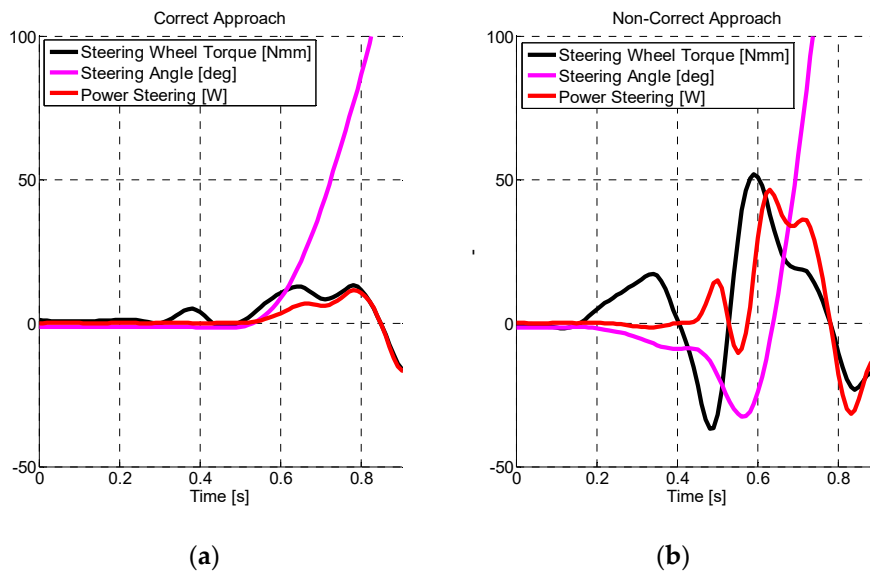 Correct Approach
100
50
0
-50
Steering Wheel Torque [Nmm]
Steering Angle [deg]
Power Steering [W]
0
0.2
0.4
0.6
0.8
Time [s]
(a)
Non-Correct Approach
100
50
0
-50
Steering Wheel Torque [Nmm]
Steering Angle [deg]
Power Steering [W]
0
0.2
0.4
0.6
0.8
Time [s]
(b)